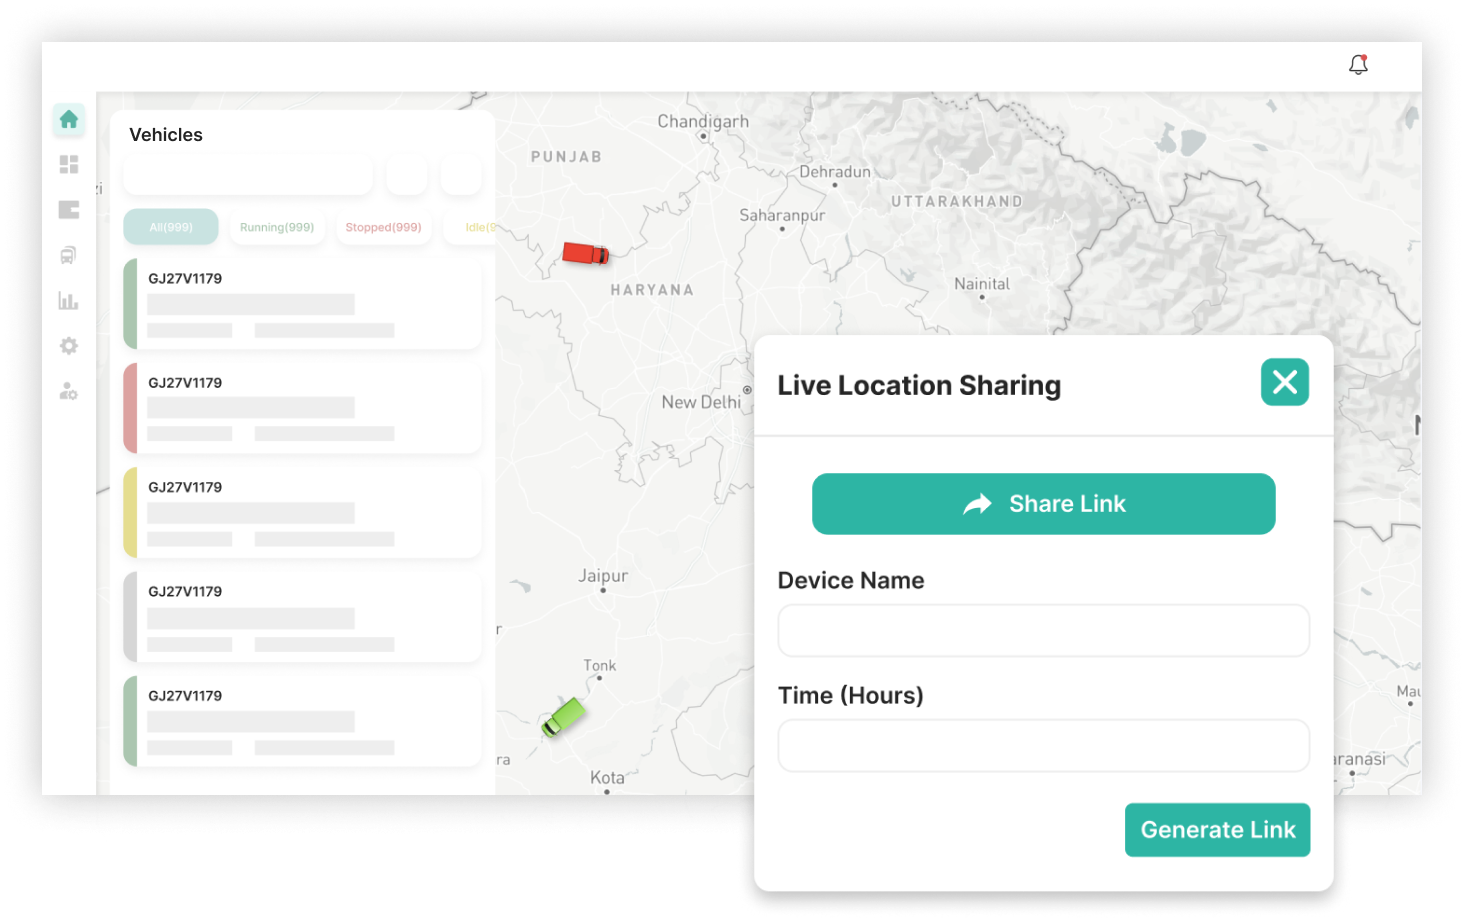 Vehicles
All(999)
Running(999)
Stopped(999)
Idle(9
GJ27V1179
GJ27V1179
GJ27V1179
GJ27V1179
GJ27V1179
Chandigarh
PUNJAB
Dehradun
UTTARAKHAND
Saharanpur
HARYANA
Nainital
New Delhi
Jaipur
Tonk
Kota
ra
Mau
aranasi
Live Location Sharing
Share Link
Device Name
Time (Hours)
Generate Link